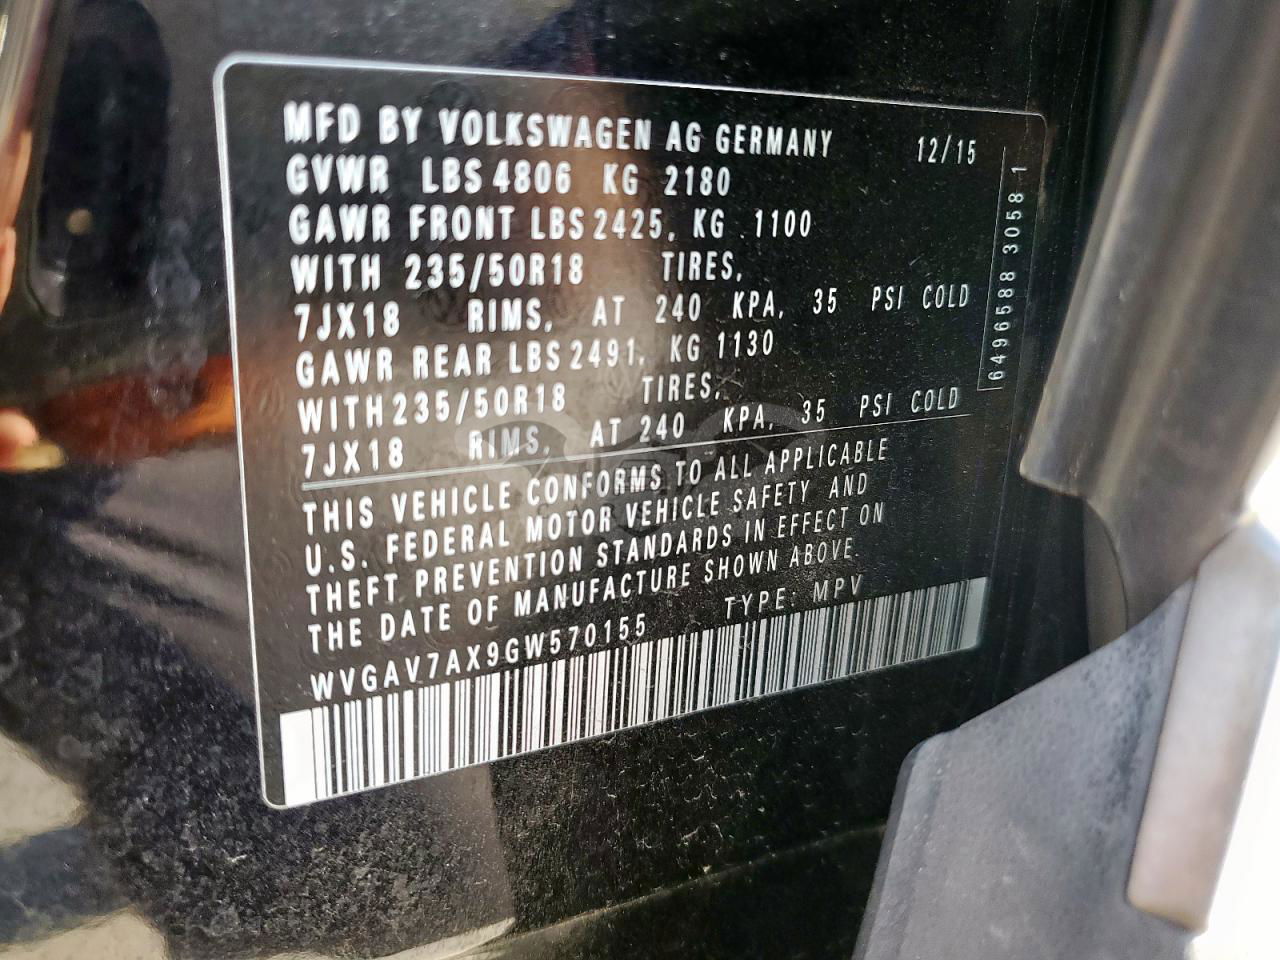 MFD BY VOLKSWAGEN AG GERMANY 12/15
GVWR LBS 4806 KG 2180
GAWR FRONT LBS 2425, KG 1100
WITH 235/50R18 TIRES,
7JX18 RIMS, AT 240 KPA, 35 PSI COLD
GAWR REAR LBS 2491, KG 1130
WITH 235/50R18 TIRES,
7JX18 RIMS, AT 240 KPA, 35 PSI COLD
THIS VEHICLE CONFORMS TO ALL APPLICABLE
U.S. FEDERAL MOTOR VEHICLE SAFETY AND
THEFT PREVENTION STANDARDS IN EFFECT ON
THE DATE OF MANUFACTURE SHOWN ABOVE.
WVGAV7AX9GW570155 TYPE: MPV
6496588 3058 1